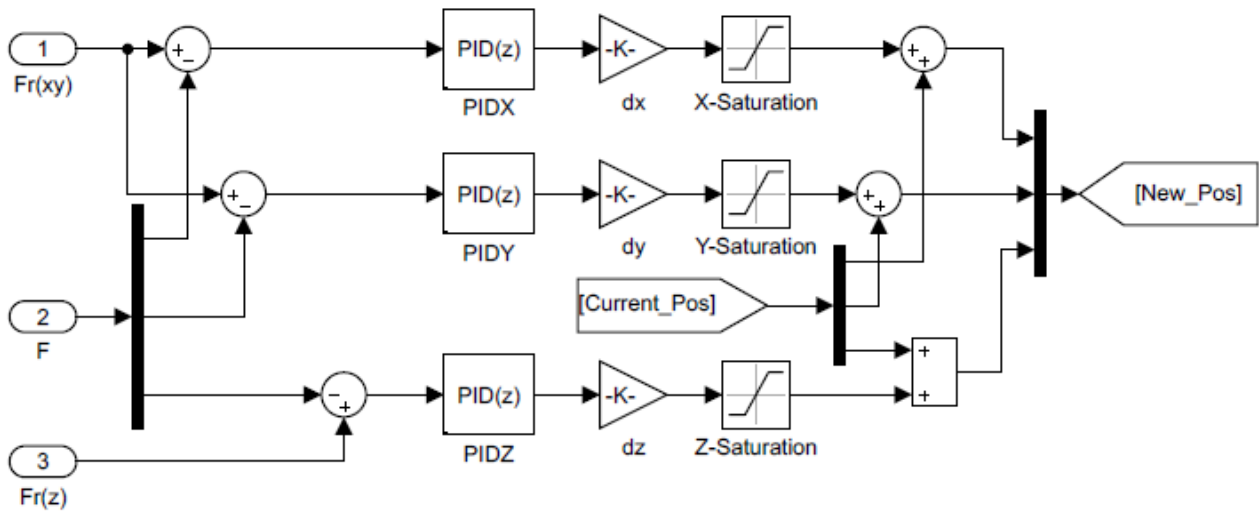 1
Fr(xy)
+
−
PID(z)
PIDX
-K-
dx
X-Saturation
+
+
+
−
PID(z)
PIDY
-K-
dy
Y-Saturation
+
+
[New_Pos]
[Current_Pos]
2
F
−
+
PID(z)
PIDZ
-K-
dz
Z-Saturation
+
+
3
Fr(z)